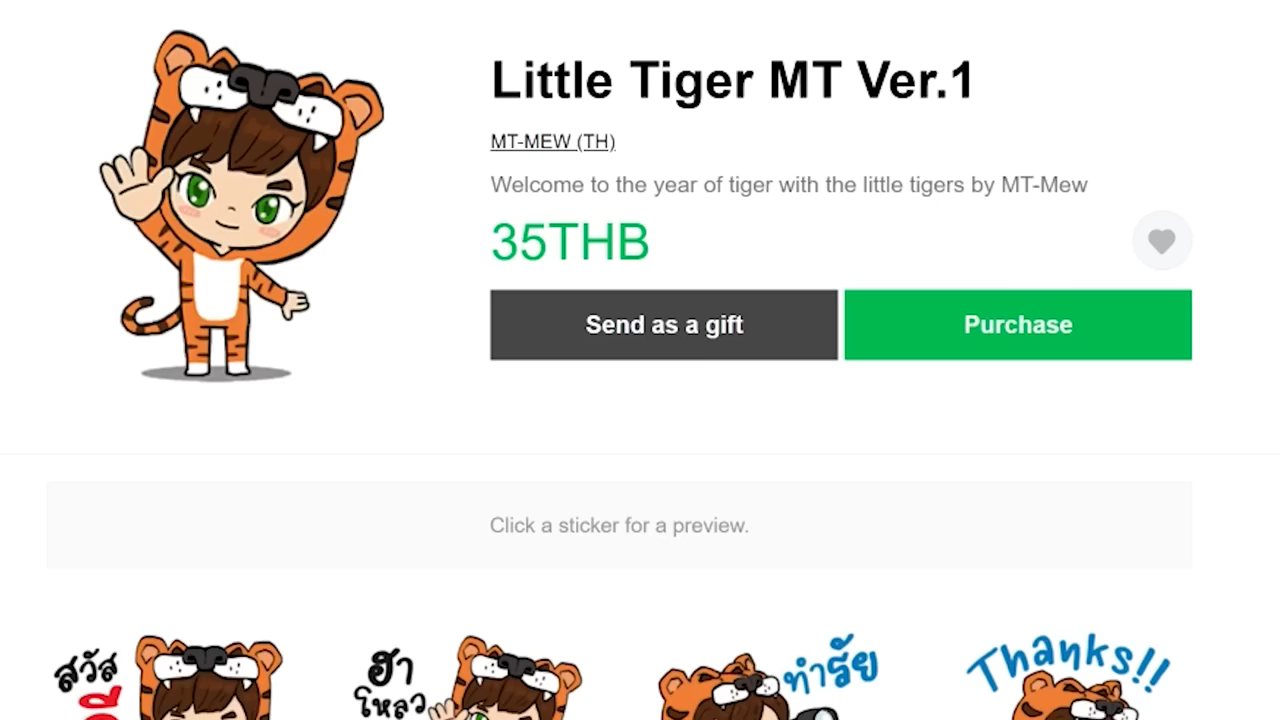 Little Tiger MT Ver.1
MT-MEW (TH)
Welcome to the year of tiger with the little tigers by MT-Mew
35THB
Send as a gift
Purchase
Click a sticker for a preview.
สวัส
ฮา
โหลว
ทำรัย
Thanks!!